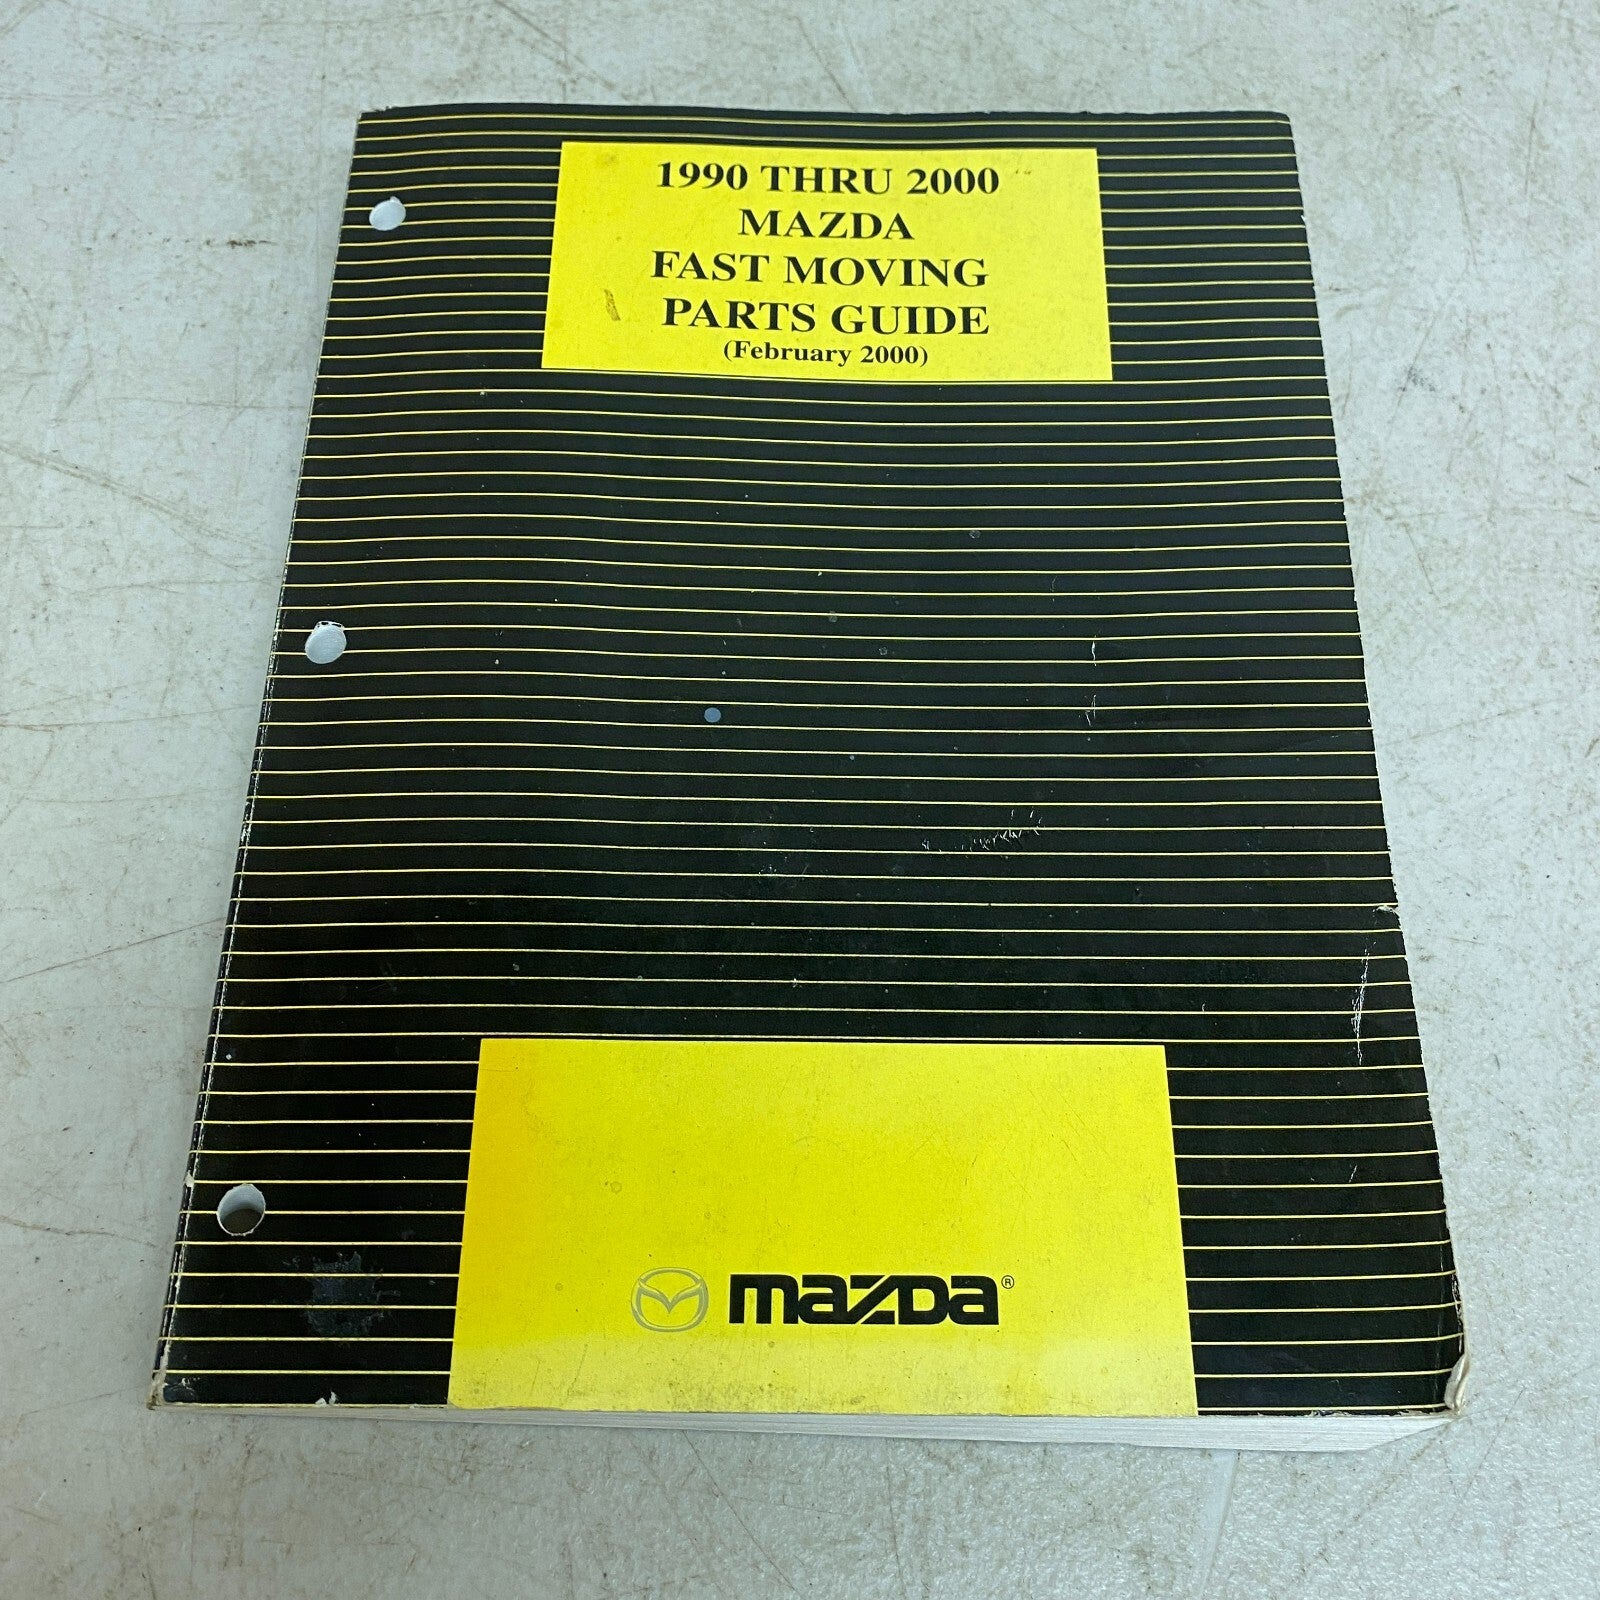 1990 THRU 2000
MAZDA
FAST MOVING
PARTS GUIDE
(February 2000)
mazda®